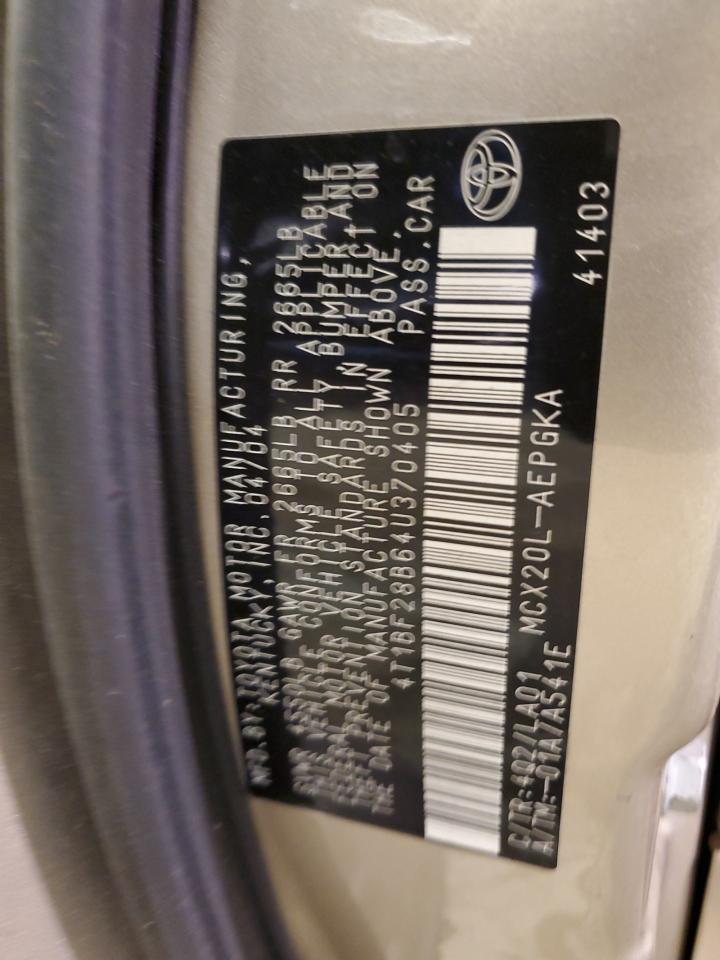 MFD.BY:TOYOTA MOTOR MANUFACTURING,
KENTUCKY, INC. 04/04
GVWR 4530LB GAWR FR 2665LB RR 2665LB
THIS VEHICLE CONFORMS TO ALL APPLICABLE
FEDERAL MOTOR VEHICLE SAFETY, BUMPER, AND
THEFT PREVENTION STANDARDS IN EFFECT ON
THE DATE OF MANUFACTURE SHOWN ABOVE.
4T1BF28B64U370405 PASS.CAR
C/TR:4Q2/LA01 MCX20L-AEPGKA
A/TM:-01A/A541E 41403